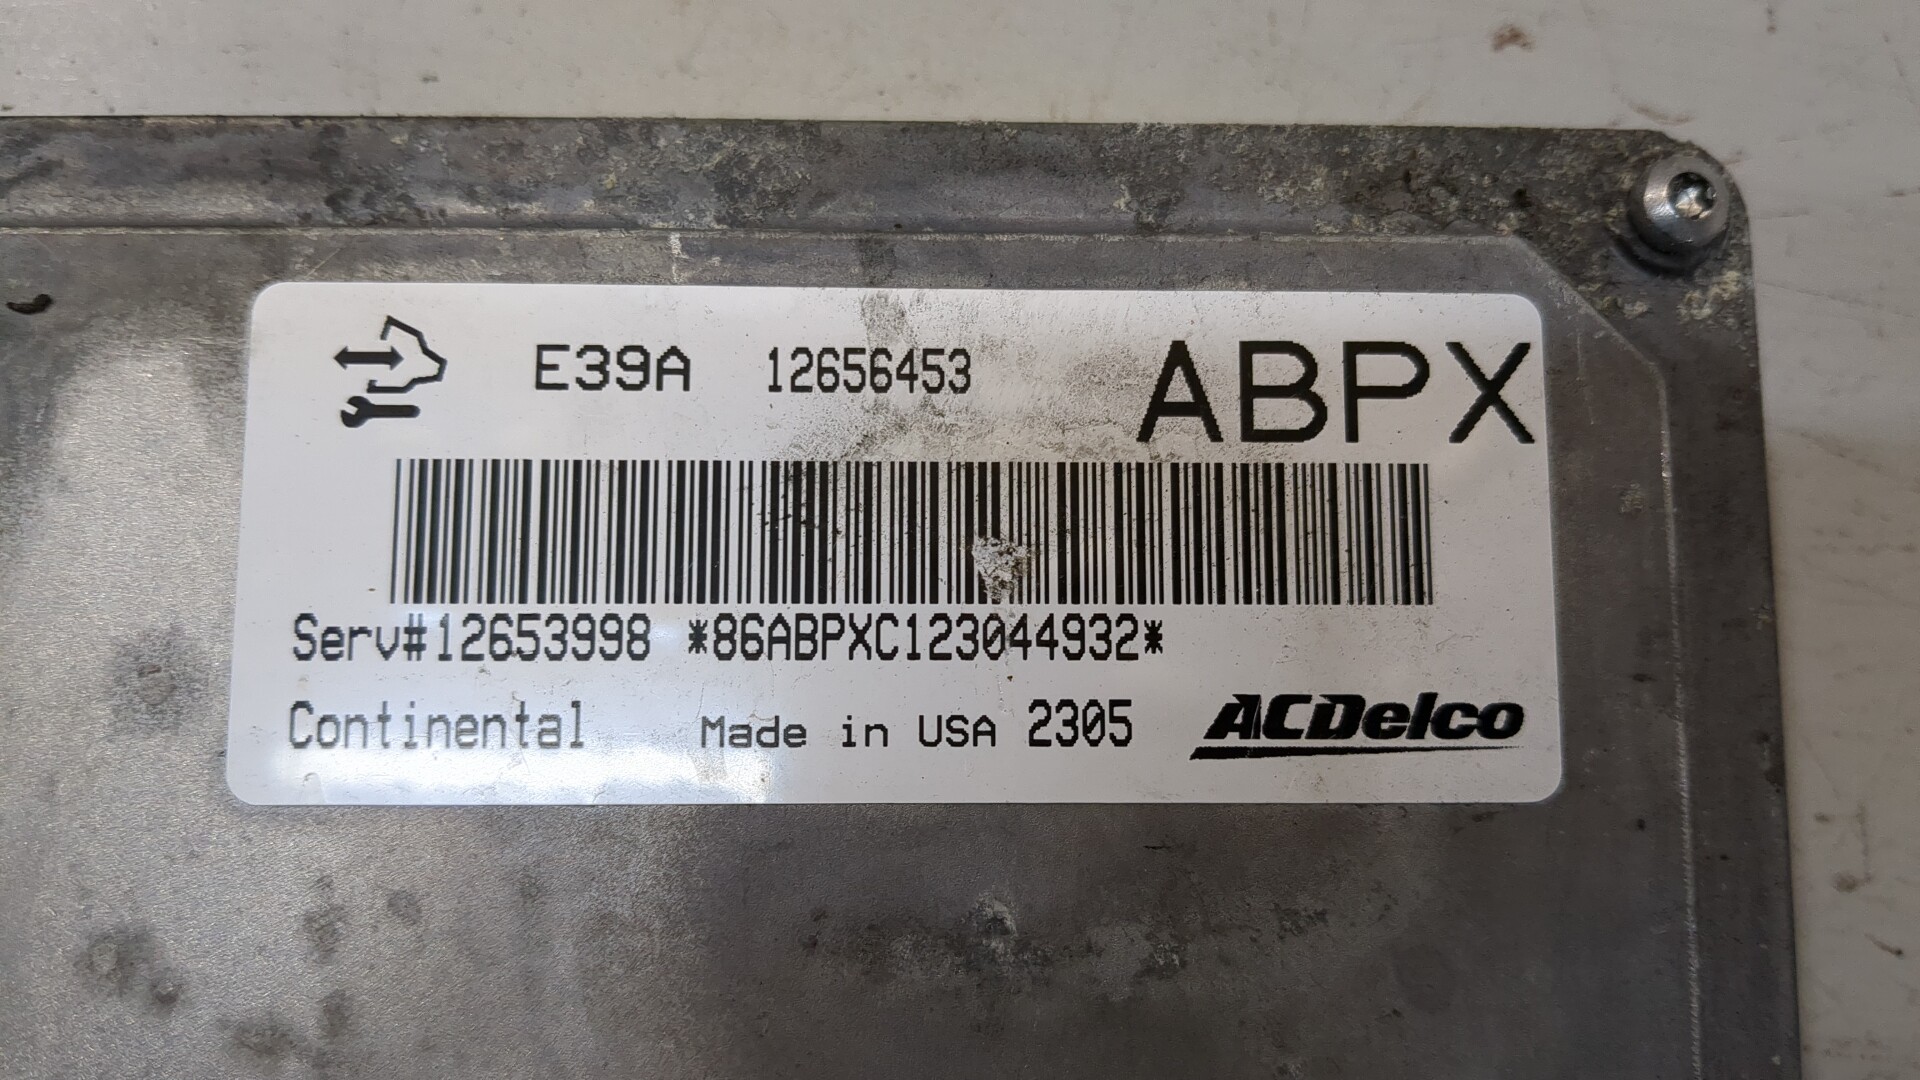 E39A 12656453 ABPX
Serv#12653998 *86ABPXC123044932*
Continental Made in USA 2305 ACDelco